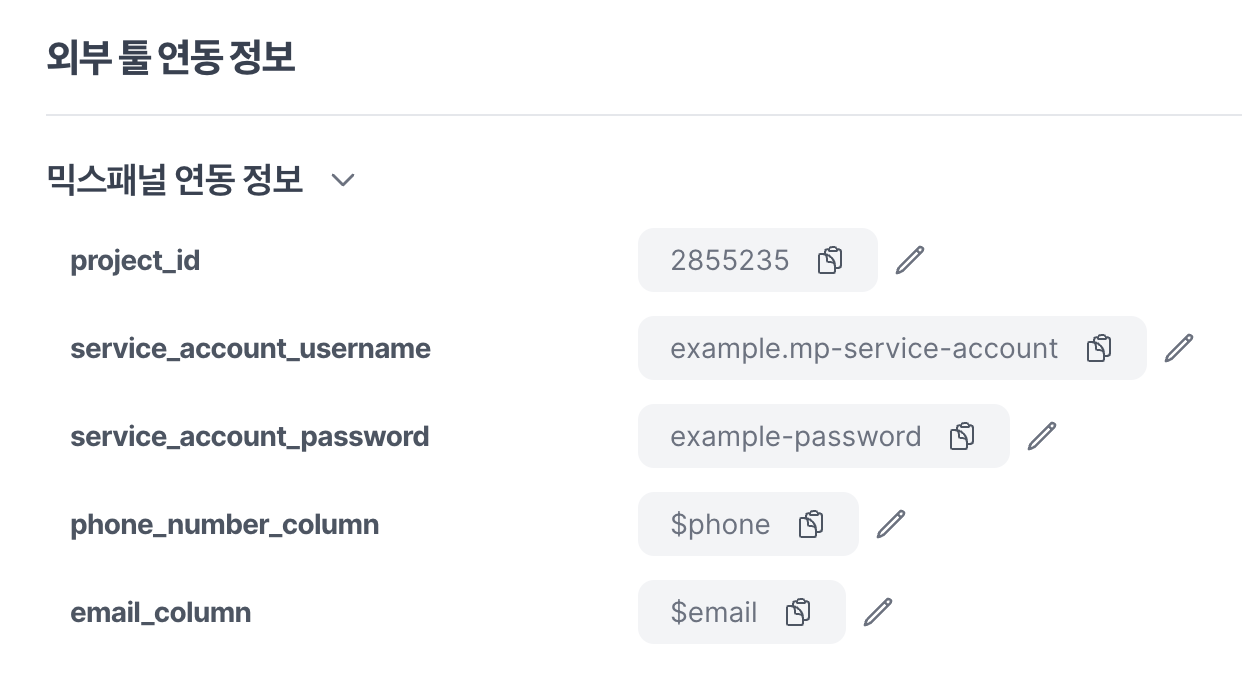 외부 툴 연동 정보
믹스패널 연동 정보
project_id 2855235
service_account_username example.mp-service-account
service_account_password example-password
phone_number_column $phone
email_column $email